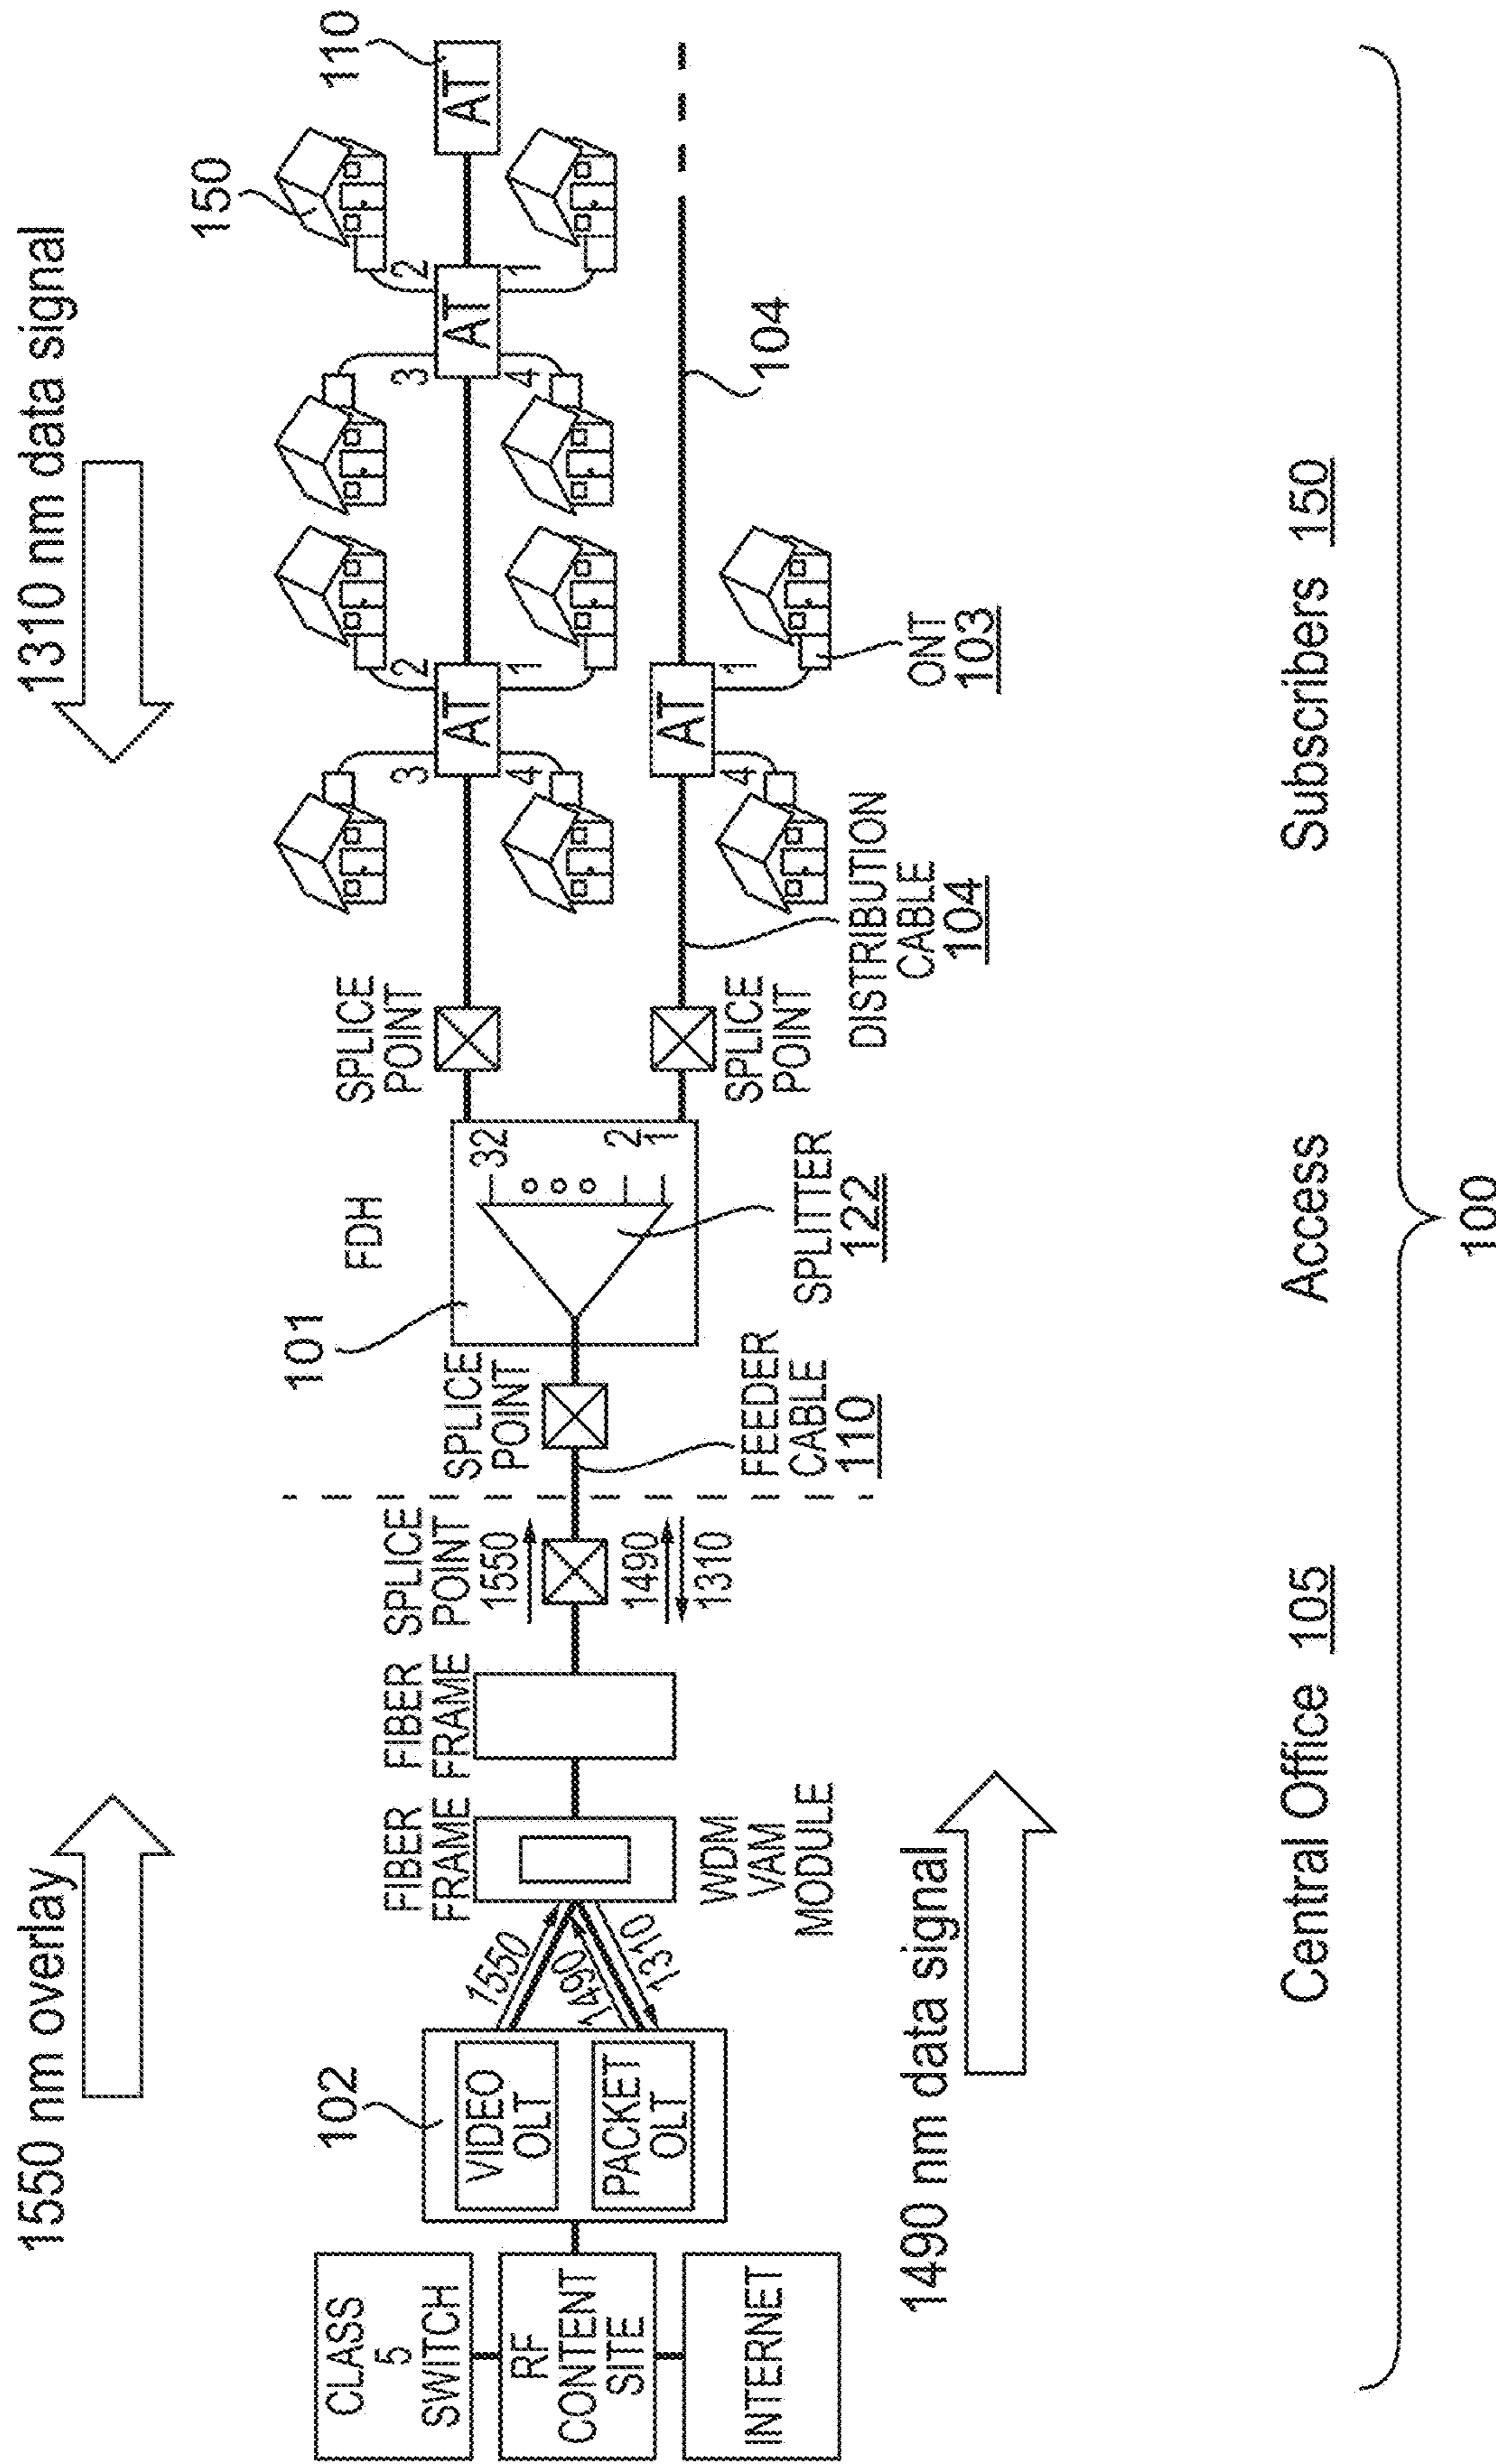 1550 nm overlay
1310 nm data signal
CLASS
5
SWITCH
RF
CONTENT
SITE
INTERNET
102
VIDEO
OLT
PACKET
OLT
1550
1490
1310
FIBER
FRAME
WDM
VAM
MODULE
FIBER
FRAME
SPLICE
POINT
1550
1490
1310
SPLICE
POINT
FEEDER
CABLE
110
101
FDH
32
2
1
SPLITTER
122
SPLICE
POINT
SPLICE
POINT
DISTRIBUTION
CABLE
104
AT
3
2
4
1
AT
4
1
ONT
103
AT
3
2
4
1
150
AT
110
104
1490 nm data signal
Central Office 105
Access
Subscribers 150
100